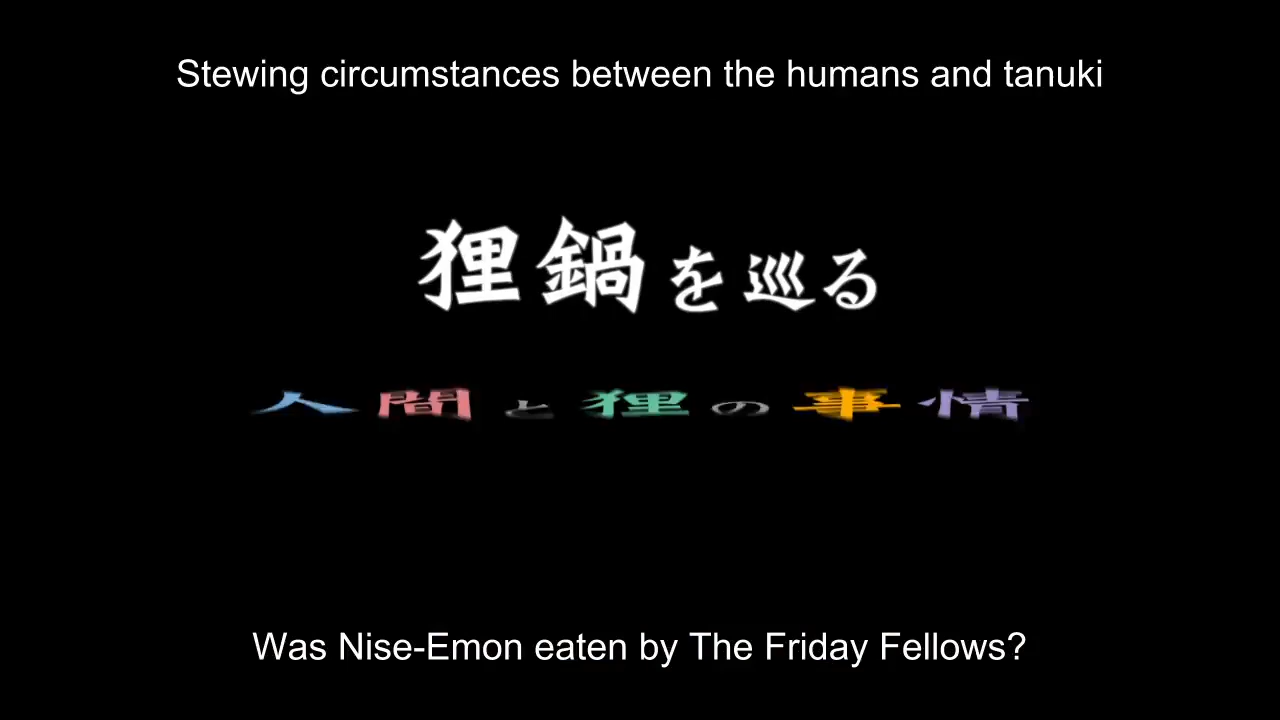 Stewing circumstances between the humans and tanuki
狸鍋を巡る
人間と狸の事情
Was Nise-Emon eaten by The Friday Fellows?